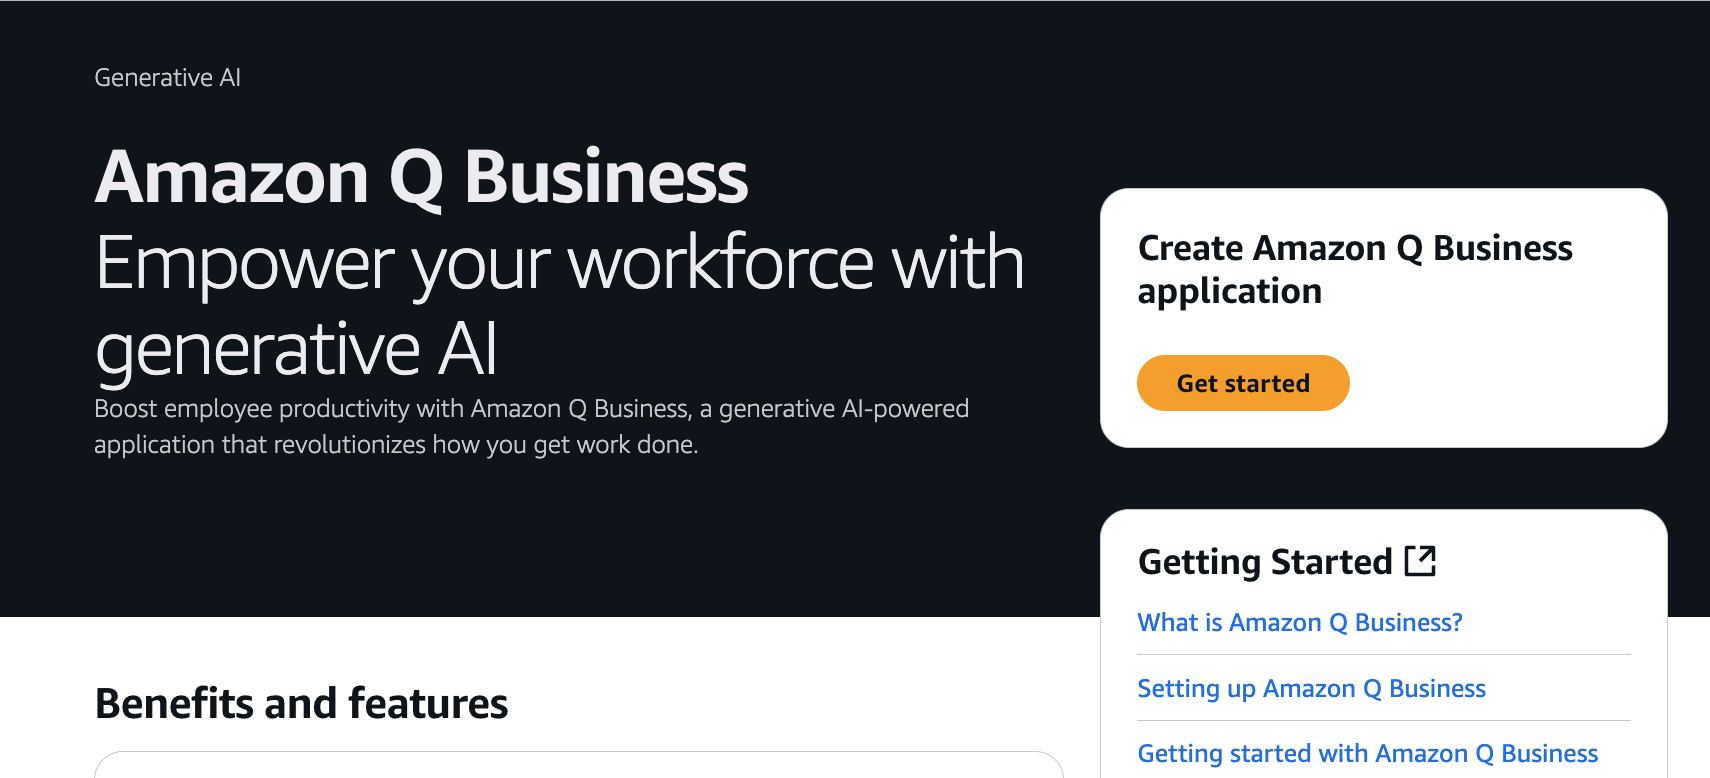 Generative AI
Amazon Q Business
Empower your workforce with
generative AI
Boost employee productivity with Amazon Q Business, a generative AI-powered
application that revolutionizes how you get work done.
Create Amazon Q Business
application
Get started
Getting Started
What is Amazon Q Business?
Setting up Amazon Q Business
Getting started with Amazon Q Business
Benefits and features